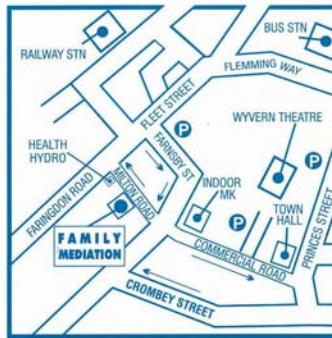 RAILWAY STN
BUS STN
FLEMMING WAY
FLEET STREET
WYVERN THEATRE
P
FARNSBY ST
P
HEALTH
HYDRO
MILTON ROAD
INDOOR
MK
FARINGDON ROAD
P
TOWN
HALL
PRINCES STREET
FAMILY
MEDIATION
COMMERCIAL ROAD
CROMBEY STREET